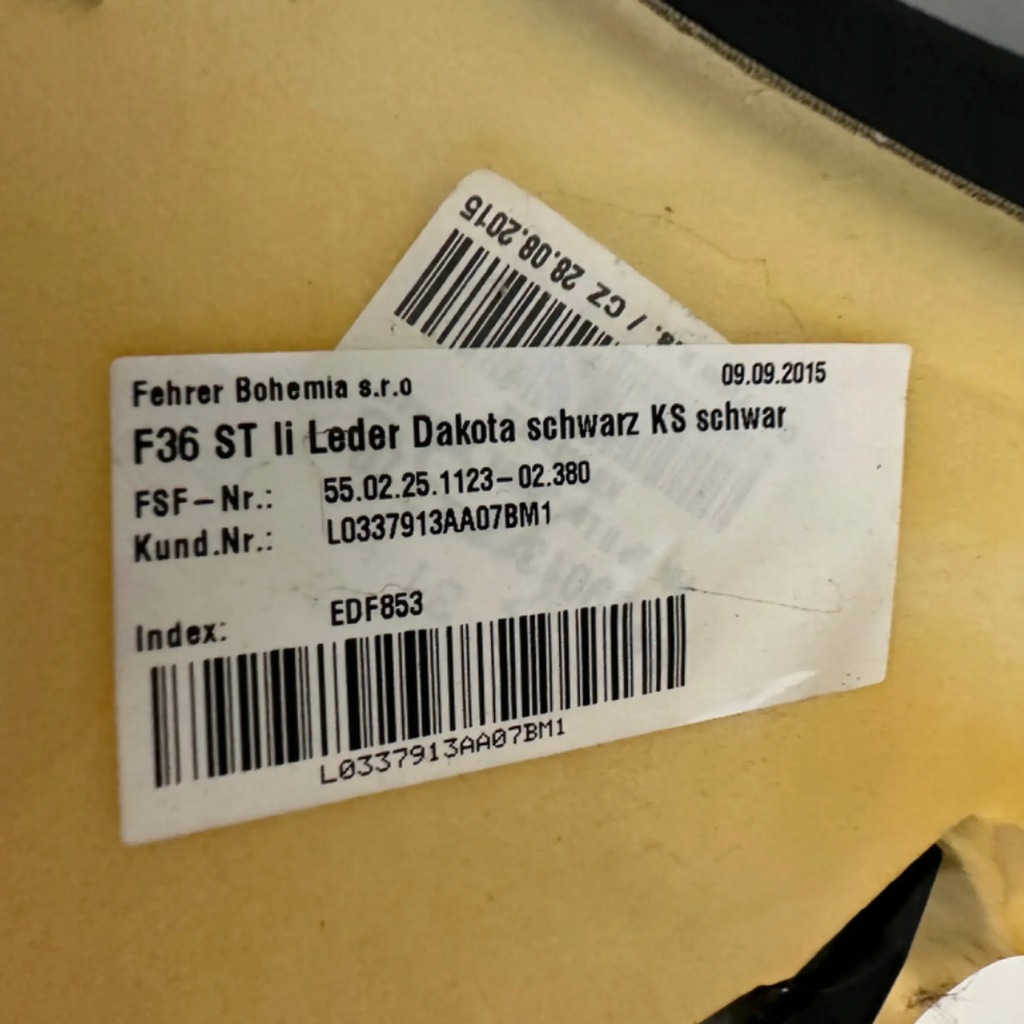 28.08.2015
/ CZ
Fehrer Bohemia s.r.o
09.09.2015
F36 ST li Leder Dakota schwarz KS schwar
FSF-Nr.: 55.02.25.1123-02.380
Kund.Nr.: L0337913AA07BM1
Index: EDF853
L0337913AA07BM1